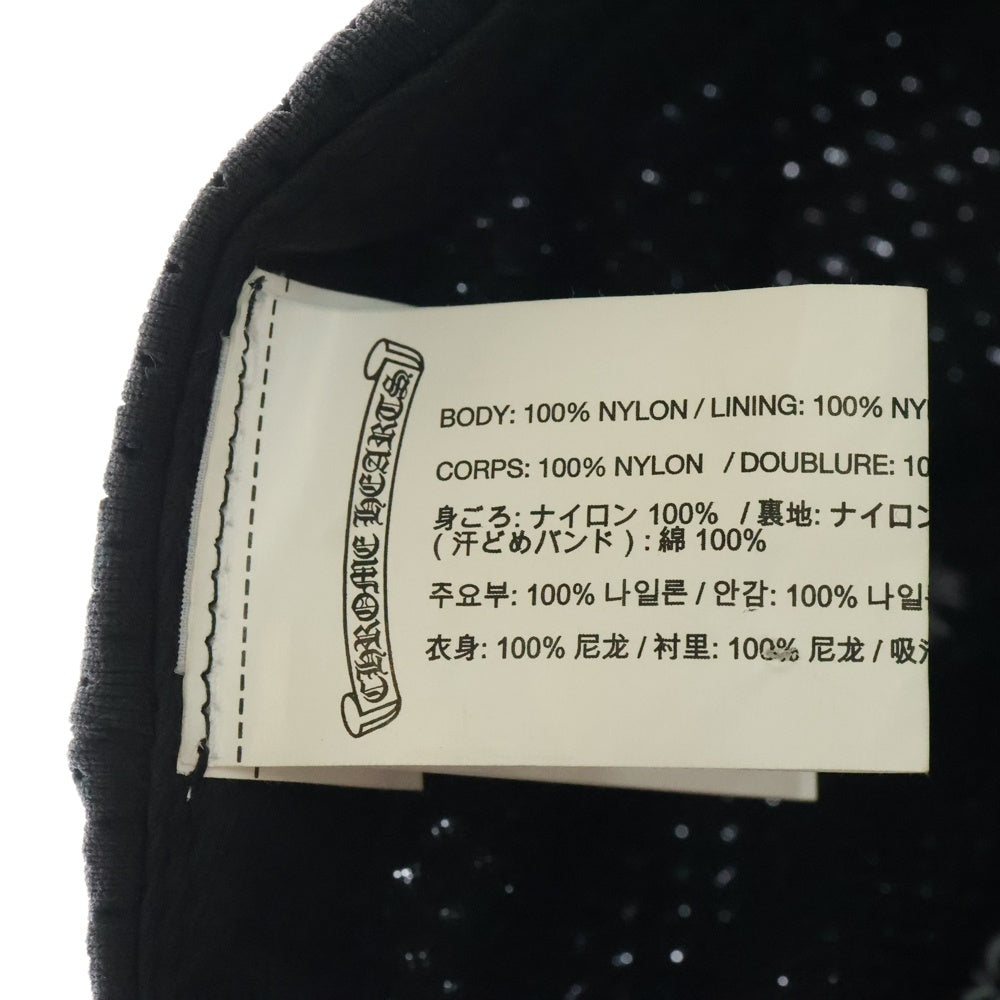 CHROME HEARTS
BODY: 100% NYLON / LINING: 100% NY
CORPS: 100% NYLON / DOUBLURE: 10
身ごろ: ナイロン 100% / 裏地: ナイロン
( 汗どめバンド ) : 綿 100%
주요부: 100% 나일론 / 안감: 100% 나일
衣身: 100% 尼龙 / 衬里: 100% 尼龙 / 吸